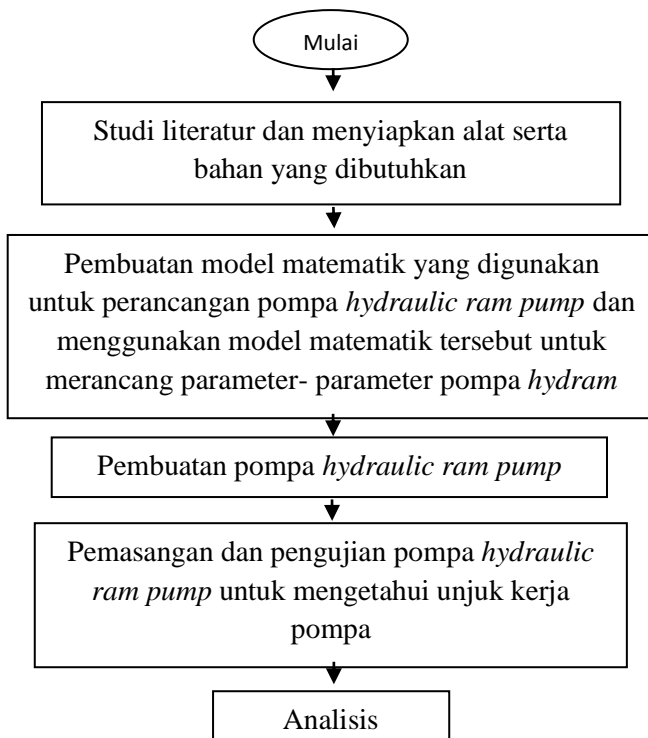 Mulai
Studi literatur dan menyiapkan alat serta
bahan yang dibutuhkan
Pembuatan model matematik yang digunakan
untuk perancangan pompa hydraulic ram pump dan
menggunakan model matematik tersebut untuk
merancang parameter- parameter pompa hydram
Pembuatan pompa hydraulic ram pump
Pemasangan dan pengujian pompa hydraulic
ram pump untuk mengetahui unjuk kerja
pompa
Analisis